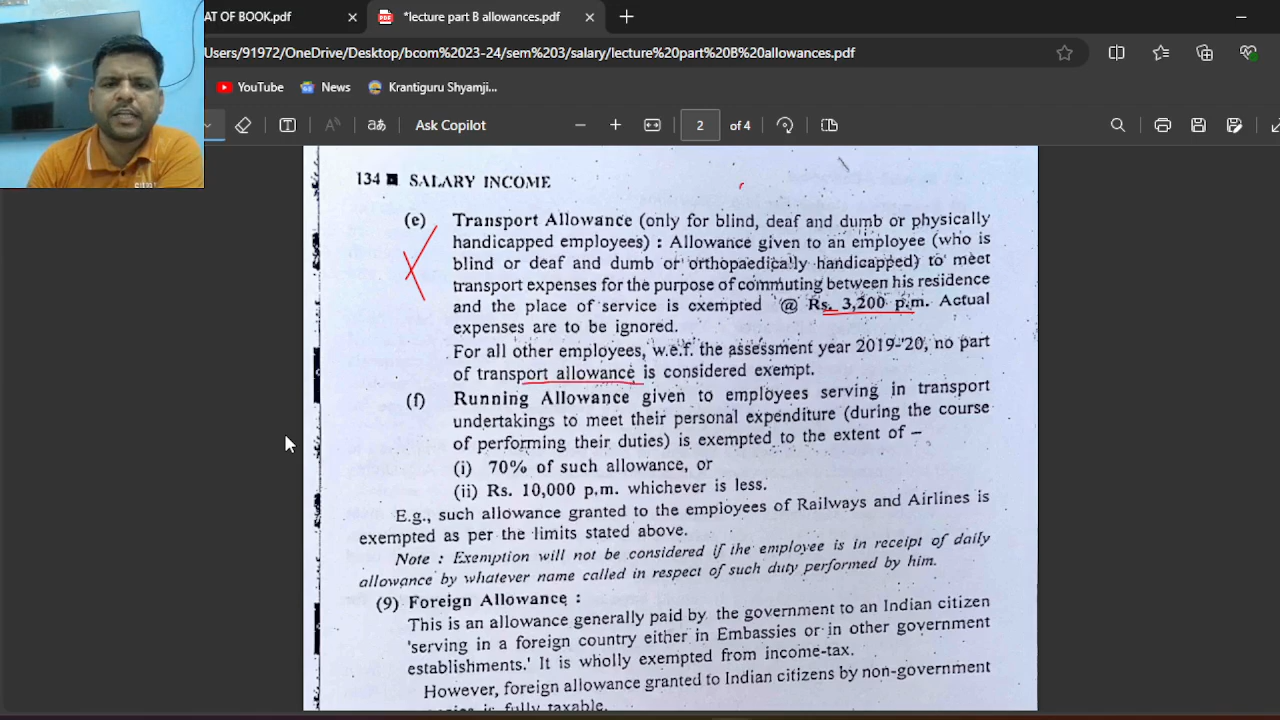 AT OF BOOK.pdf
*lecture part B allowances.pdf
Users/91972/OneDrive/Desktop/bcom%2023-24/sem%203/salary/lecture%20part%20B%20allowances.pdf
YouTube
News
Krantiguru Shyamji...
aあ
Ask Copilot
2
of 4
134 SALARY INCOME
(e) Transport Allowance (only for blind, deaf and dumb or physically
handicapped employees) : Allowance given to an employee (who is
blind or deaf and dumb or orthopaedically handicapped) to meet
transport expenses for the purpose of commuting between his residence
and the place of service is exempted @ Rs. 3,200 p.m. Actual
expenses are to be ignored.
For all other employees, w.e.f. the assessment year 2019-'20, no part
of transport allowance is considered exempt.
(f) Running Allowance given to employees serving in transport
undertakings to meet their personal expenditure (during the course
of performing their duties) is exempted to the extent of –
(i) 70% of such allowance, or
(ii) Rs. 10,000 p.m. whichever is less.
E.g., such allowance granted to the employees of Railways and Airlines is
exempted as per the limits stated above.
Note : Exemption will not be considered if the employee is in receipt of daily
allowance by whatever name called in respect of such duty performed by him.
(9) Foreign Allowance :
This is an allowance generally paid by the government to an Indian citizen
'serving in a foreign country either in Embassies or in other government
establishments.' It is wholly exempted from income-tax.
However, foreign allowance granted to Indian citizens by non-government
is fully taxable.